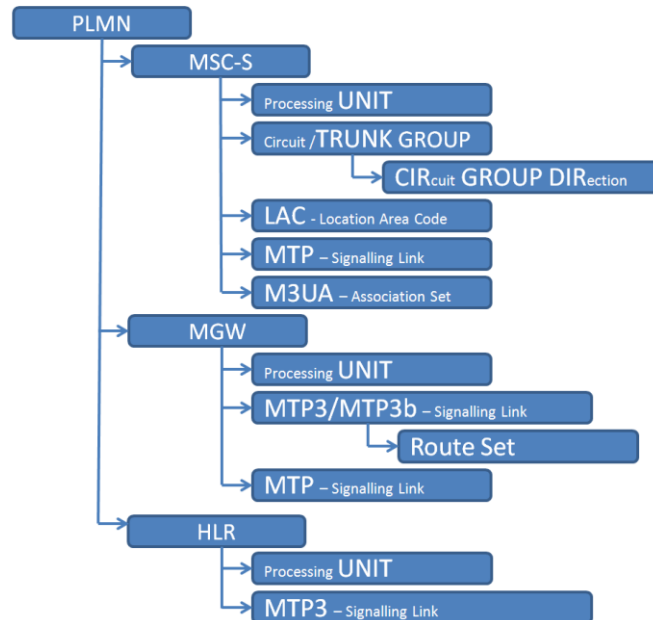 PLMN
MSC-S
Processing UNIT
Circuit /TRUNK GROUP
CIRcuit GROUP DIRection
LAC - Location Area Code
MTP – Signalling Link
M3UA – Association Set
MGW
Processing UNIT
MTP3/MTP3b – Signalling Link
Route Set
MTP – Signalling Link
HLR
Processing UNIT
MTP3 – Signalling Link